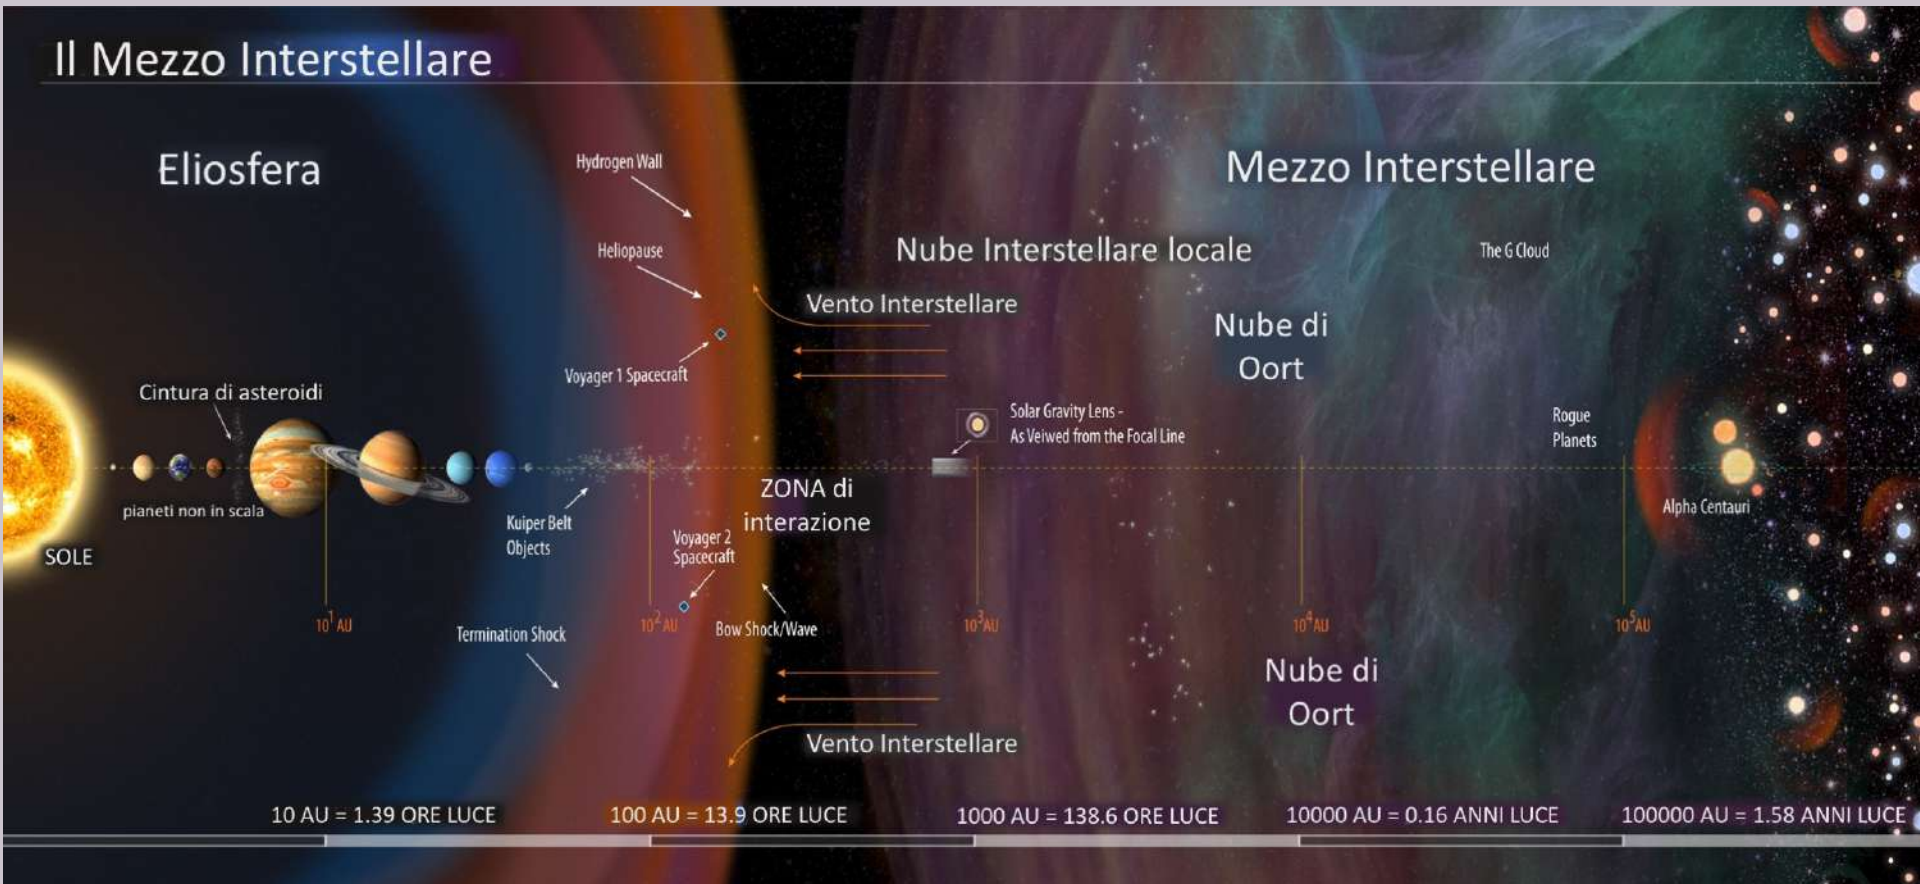 Il Mezzo Interstellare
Eliosfera
Hydrogen Wall
Mezzo Interstellare
Heliopause
Nube Interstellare locale
The G Cloud
Vento Interstellare
Nube di
Oort
Voyager 1 Spacecraft
Cintura di asteroidi
Solar Gravity Lens -
As Veiwed from the Focal Line
Rogue
Planets
pianeti non in scala
SOLE
Kuiper Belt
Objects
ZONA di
interazione
Voyager 2
Spacecraft
Alpha Centauri
10¹ AU
10² AU
10³ AU
10⁴ AU
10⁵ AU
Termination Shock
Bow Shock/Wave
Nube di
Oort
Vento Interstellare
10 AU = 1.39 ORE LUCE
100 AU = 13.9 ORE LUCE
1000 AU = 138.6 ORE LUCE
10000 AU = 0.16 ANNI LUCE
100000 AU = 1.58 ANNI LUCE